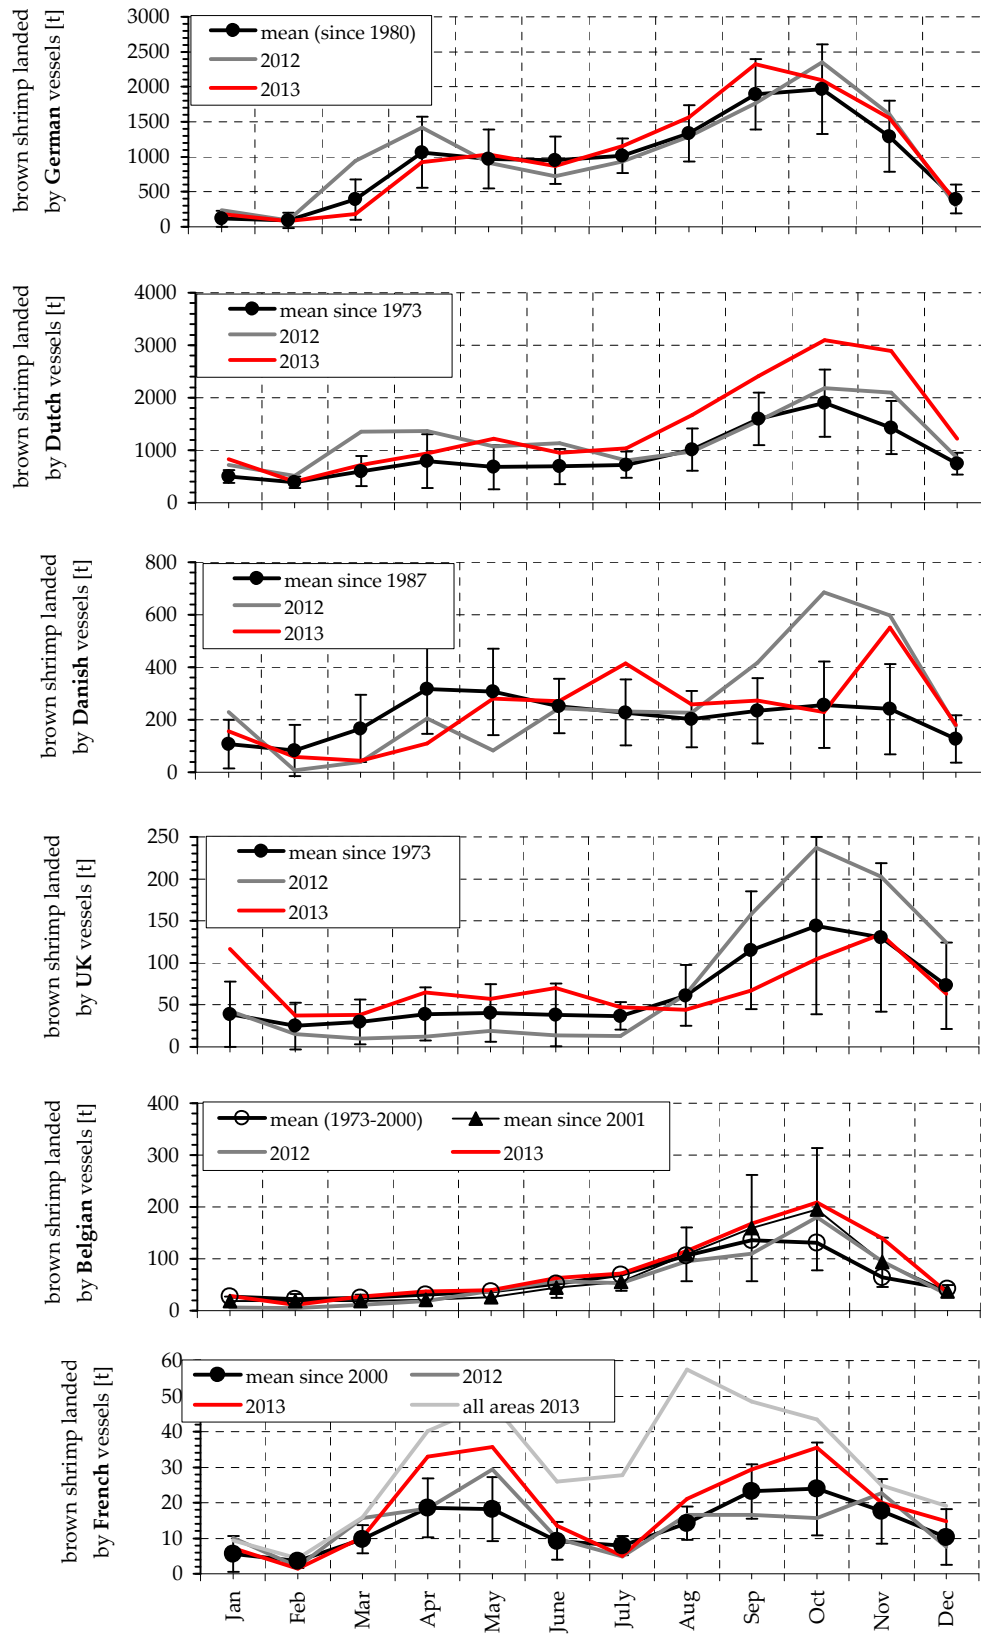 brown shrimp landed
by German vessels [t]
3000
2500
2000
1500
1000
500
0
mean (since 1980)
2012
2013
brown shrimp landed
by Dutch vessels [t]
4000
3000
2000
1000
0
mean since 1973
2012
2013
brown shrimp landed
by Danish vessels [t]
800
600
400
200
0
mean since 1987
2012
2013
brown shrimp landed
by UK vessels [t]
250
200
150
100
50
0
mean since 1973
2012
2013
brown shrimp landed
by Belgian vessels [t]
400
300
200
100
0
mean (1973-2000) mean since 2001
2012 2013
brown shrimp landed
by French vessels [t]
60
50
40
30
20
10
0
mean since 2000 2012
2013 all areas 2013
Jan Feb Mar Apr May June July Aug Sep Oct Nov Dec